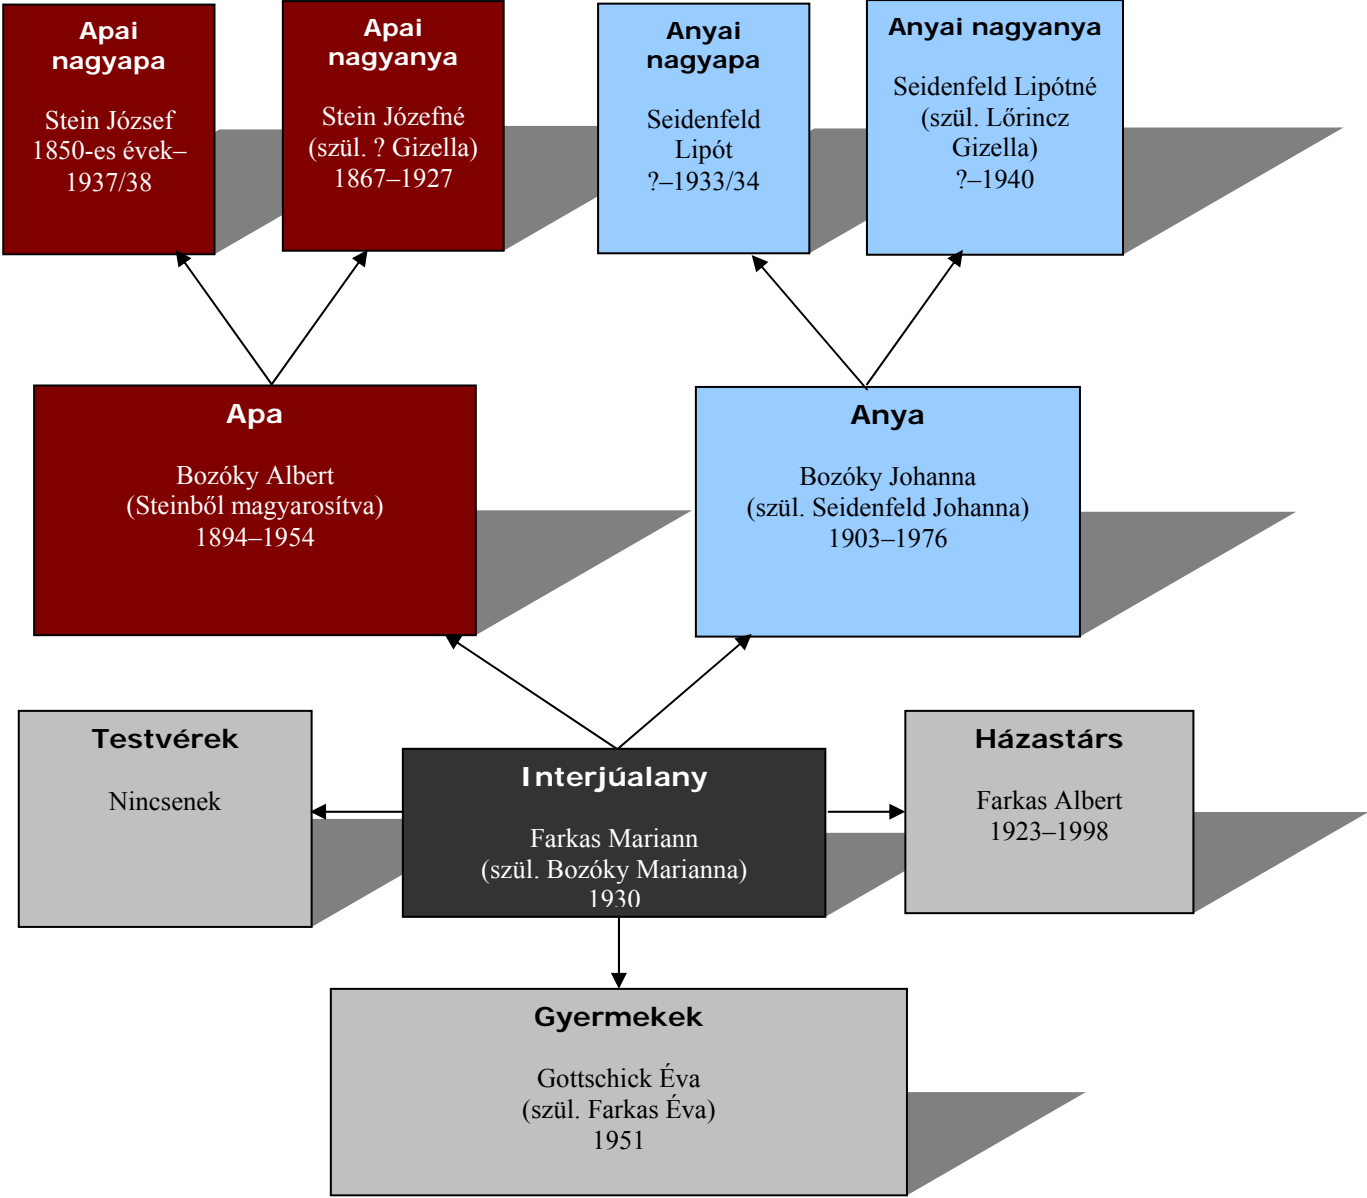 Apai
nagyapa
Stein József
1850-es évek–
1937/38
Apai
nagyanya
Stein Józefné
(szül. ? Gizella)
1867–1927
Anyai
nagyapa
Seidenfeld
Lipót
?–1933/34
Anyai nagyanya
Seidenfeld Lipótné
(szül. Lőrincz
Gizella)
?–1940
Apa
Bozóky Albert
(Steinből magyarosítva)
1894–1954
Anya
Bozóky Johanna
(szül. Seidenfeld Johanna)
1903–1976
Testvérek
Nincsenek
Interjúalany
Farkas Mariann
(szül. Bozóky Marianna)
1930
Házastárs
Farkas Albert
1923–1998
Gyermekek
Gottschick Éva
(szül. Farkas Éva)
1951